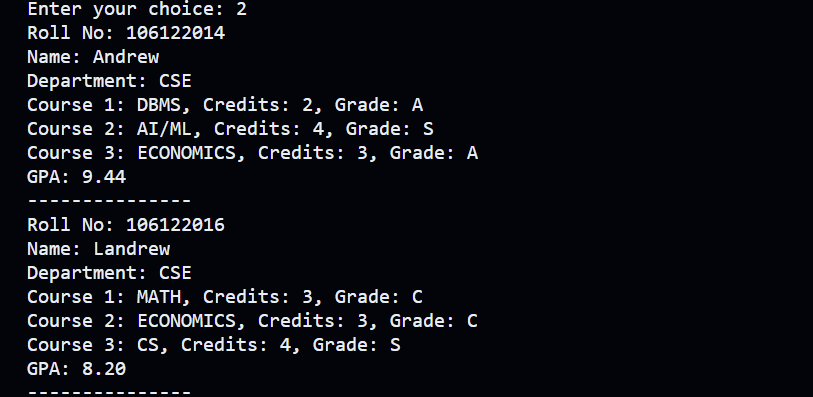 Enter your choice: 2
Roll No: 106122014
Name: Andrew
Department: CSE
Course 1: DBMS, Credits: 2, Grade: A
Course 2: AI/ML, Credits: 4, Grade: S
Course 3: ECONOMICS, Credits: 3, Grade: A
GPA: 9.44
---------------
Roll No: 106122016
Name: Landrew
Department: CSE
Course 1: MATH, Credits: 3, Grade: C
Course 2: ECONOMICS, Credits: 3, Grade: C
Course 3: CS, Credits: 4, Grade: S
GPA: 8.20
---------------